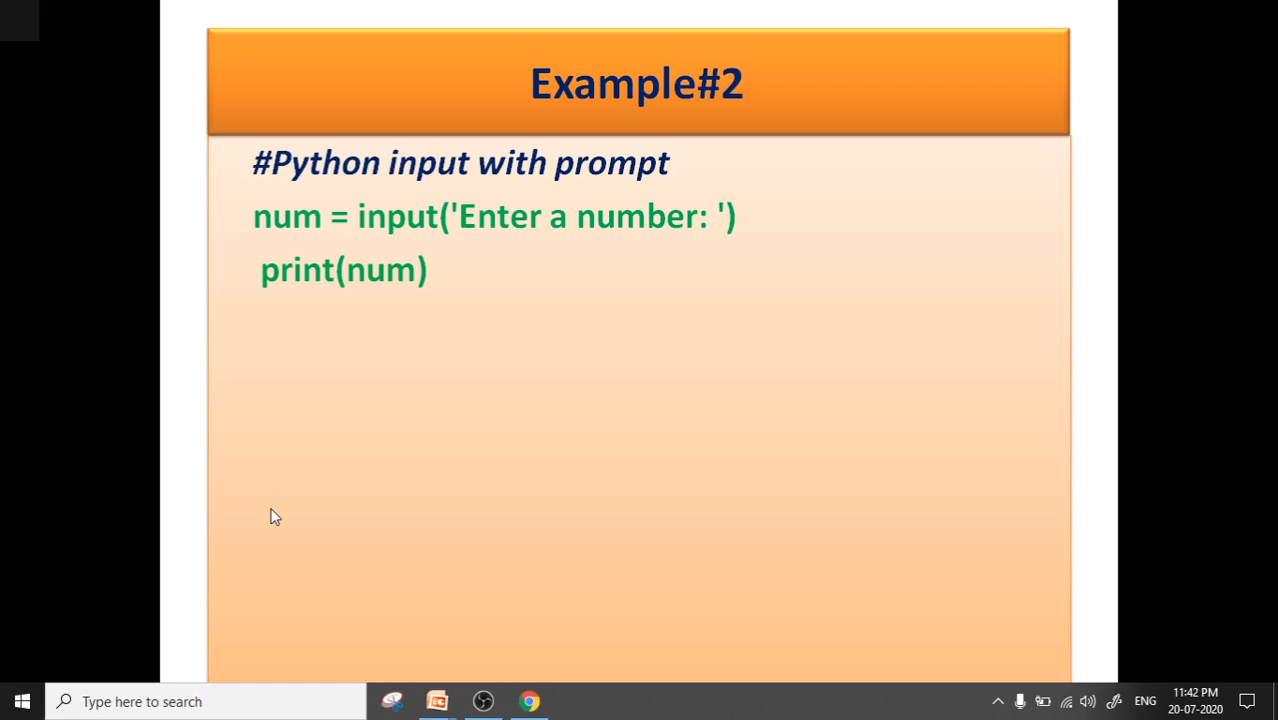 Example#2
#Python input with prompt
num = input('Enter a number: ')
print(num)
Type here to search
ENG
11:42 PM
20-07-2020